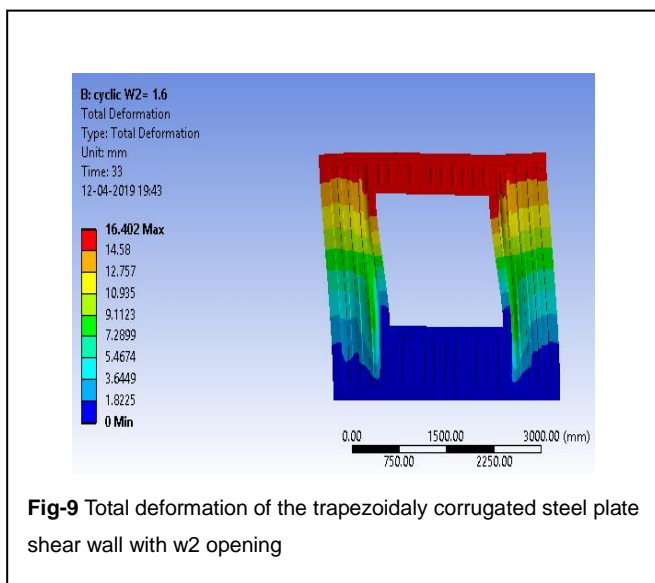 B: cyclic W2= 1.6
Total Deformation
Type: Total Deformation
Unit: mm
Time: 33
12-04-2019 19:43
16.402 Max
14.58
12.757
10.935
9.1123
7.2899
5.4674
3.6449
1.8225
0 Min
0.00 1500.00 3000.00 (mm)
750.00 2250.00
Fig-9 Total deformation of the trapezoidaly corrugated steel plate
shear wall with w2 opening